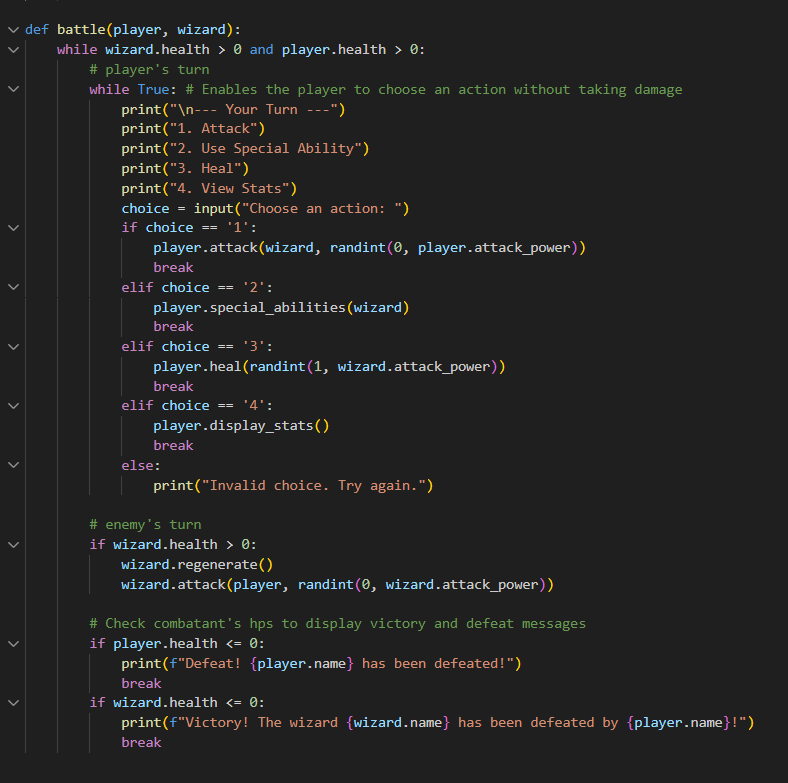 def battle(player, wizard):
    while wizard.health > 0 and player.health > 0:
        # player's turn
        while True: # Enables the player to choose an action without taking damage
            print("\n--- Your Turn ---")
            print("1. Attack")
            print("2. Use Special Ability")
            print("3. Heal")
            print("4. View Stats")
            choice = input("Choose an action: ")
            if choice == '1':
                player.attack(wizard, randint(0, player.attack_power))
                break
            elif choice == '2':
                player.special_abilities(wizard)
                break
            elif choice == '3':
                player.heal(randint(1, wizard.attack_power))
                break
            elif choice == '4':
                player.display_stats()
                break
            else:
                print("Invalid choice. Try again.")

        # enemy's turn
        if wizard.health > 0:
            wizard.regenerate()
            wizard.attack(player, randint(0, wizard.attack_power))

        # Check combatant's hps to display victory and defeat messages
        if player.health <= 0:
            print(f"Defeat! {player.name} has been defeated!")
            break
        if wizard.health <= 0:
            print(f"Victory! The wizard {wizard.name} has been defeated by {player.name}!")
            break